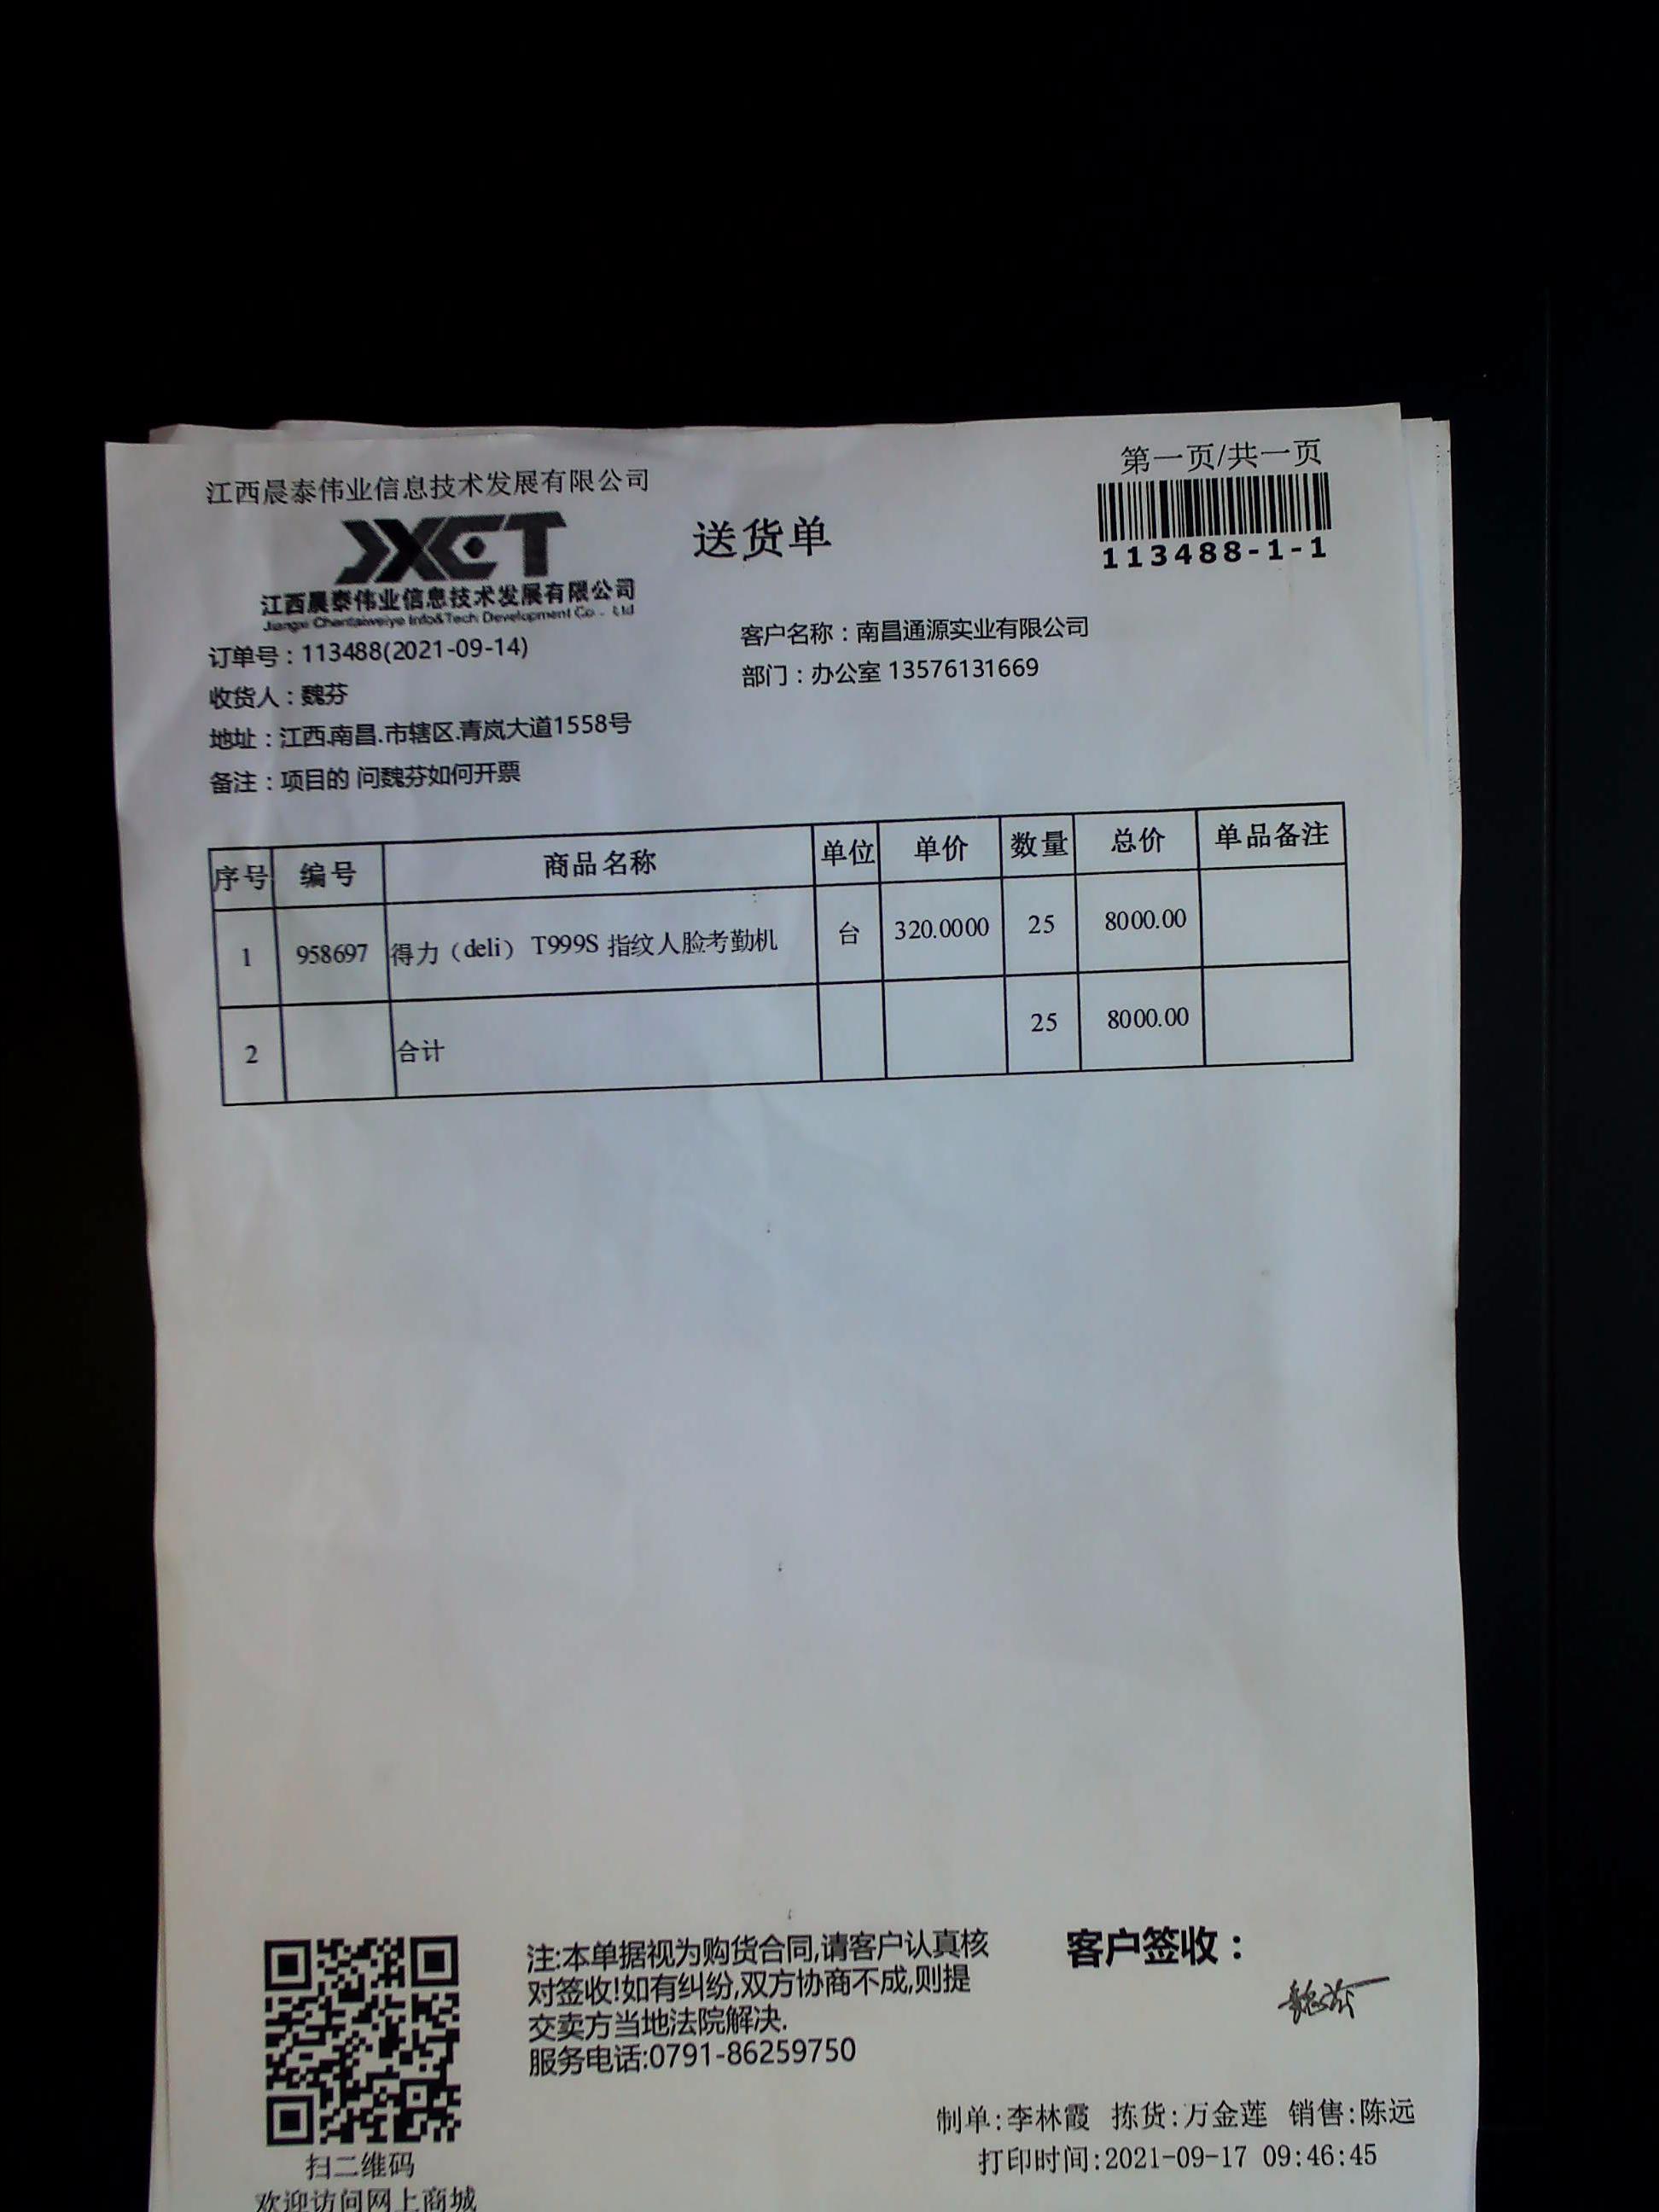 江西晨泰伟业信息技术发展有限公司
第一页/共一页
JXCT
江西晨泰伟业信息技术发展有限公司
Jiangxi Chentaiweiye Info&Tech Development Co., Ltd
送货单
113488-1-1
订单号：113488(2021-09-14)
客户名称：南昌通源实业有限公司
收货人：魏芬
部门：办公室 13576131669
地址：江西.南昌.市辖区.青岚大道1558号
备注：项目的 问魏芬如何开票
序号 编号 商品名称 单位 单价 数量 总价 单品备注
1 958697 得力（deli） T999S 指纹人脸考勤机 台 320.0000 25 8000.00
2 合计 25 8000.00
注:本单据视为购货合同,请客户认真核
对签收!如有纠纷,双方协商不成,则提
交卖方当地法院解决.
服务电话:0791-86259750
客户签收：
魏芬
制单:李林霞 拣货:万金莲 销售:陈远
打印时间:2021-09-17 09:46:45
扫二维码
欢迎访问网上商城